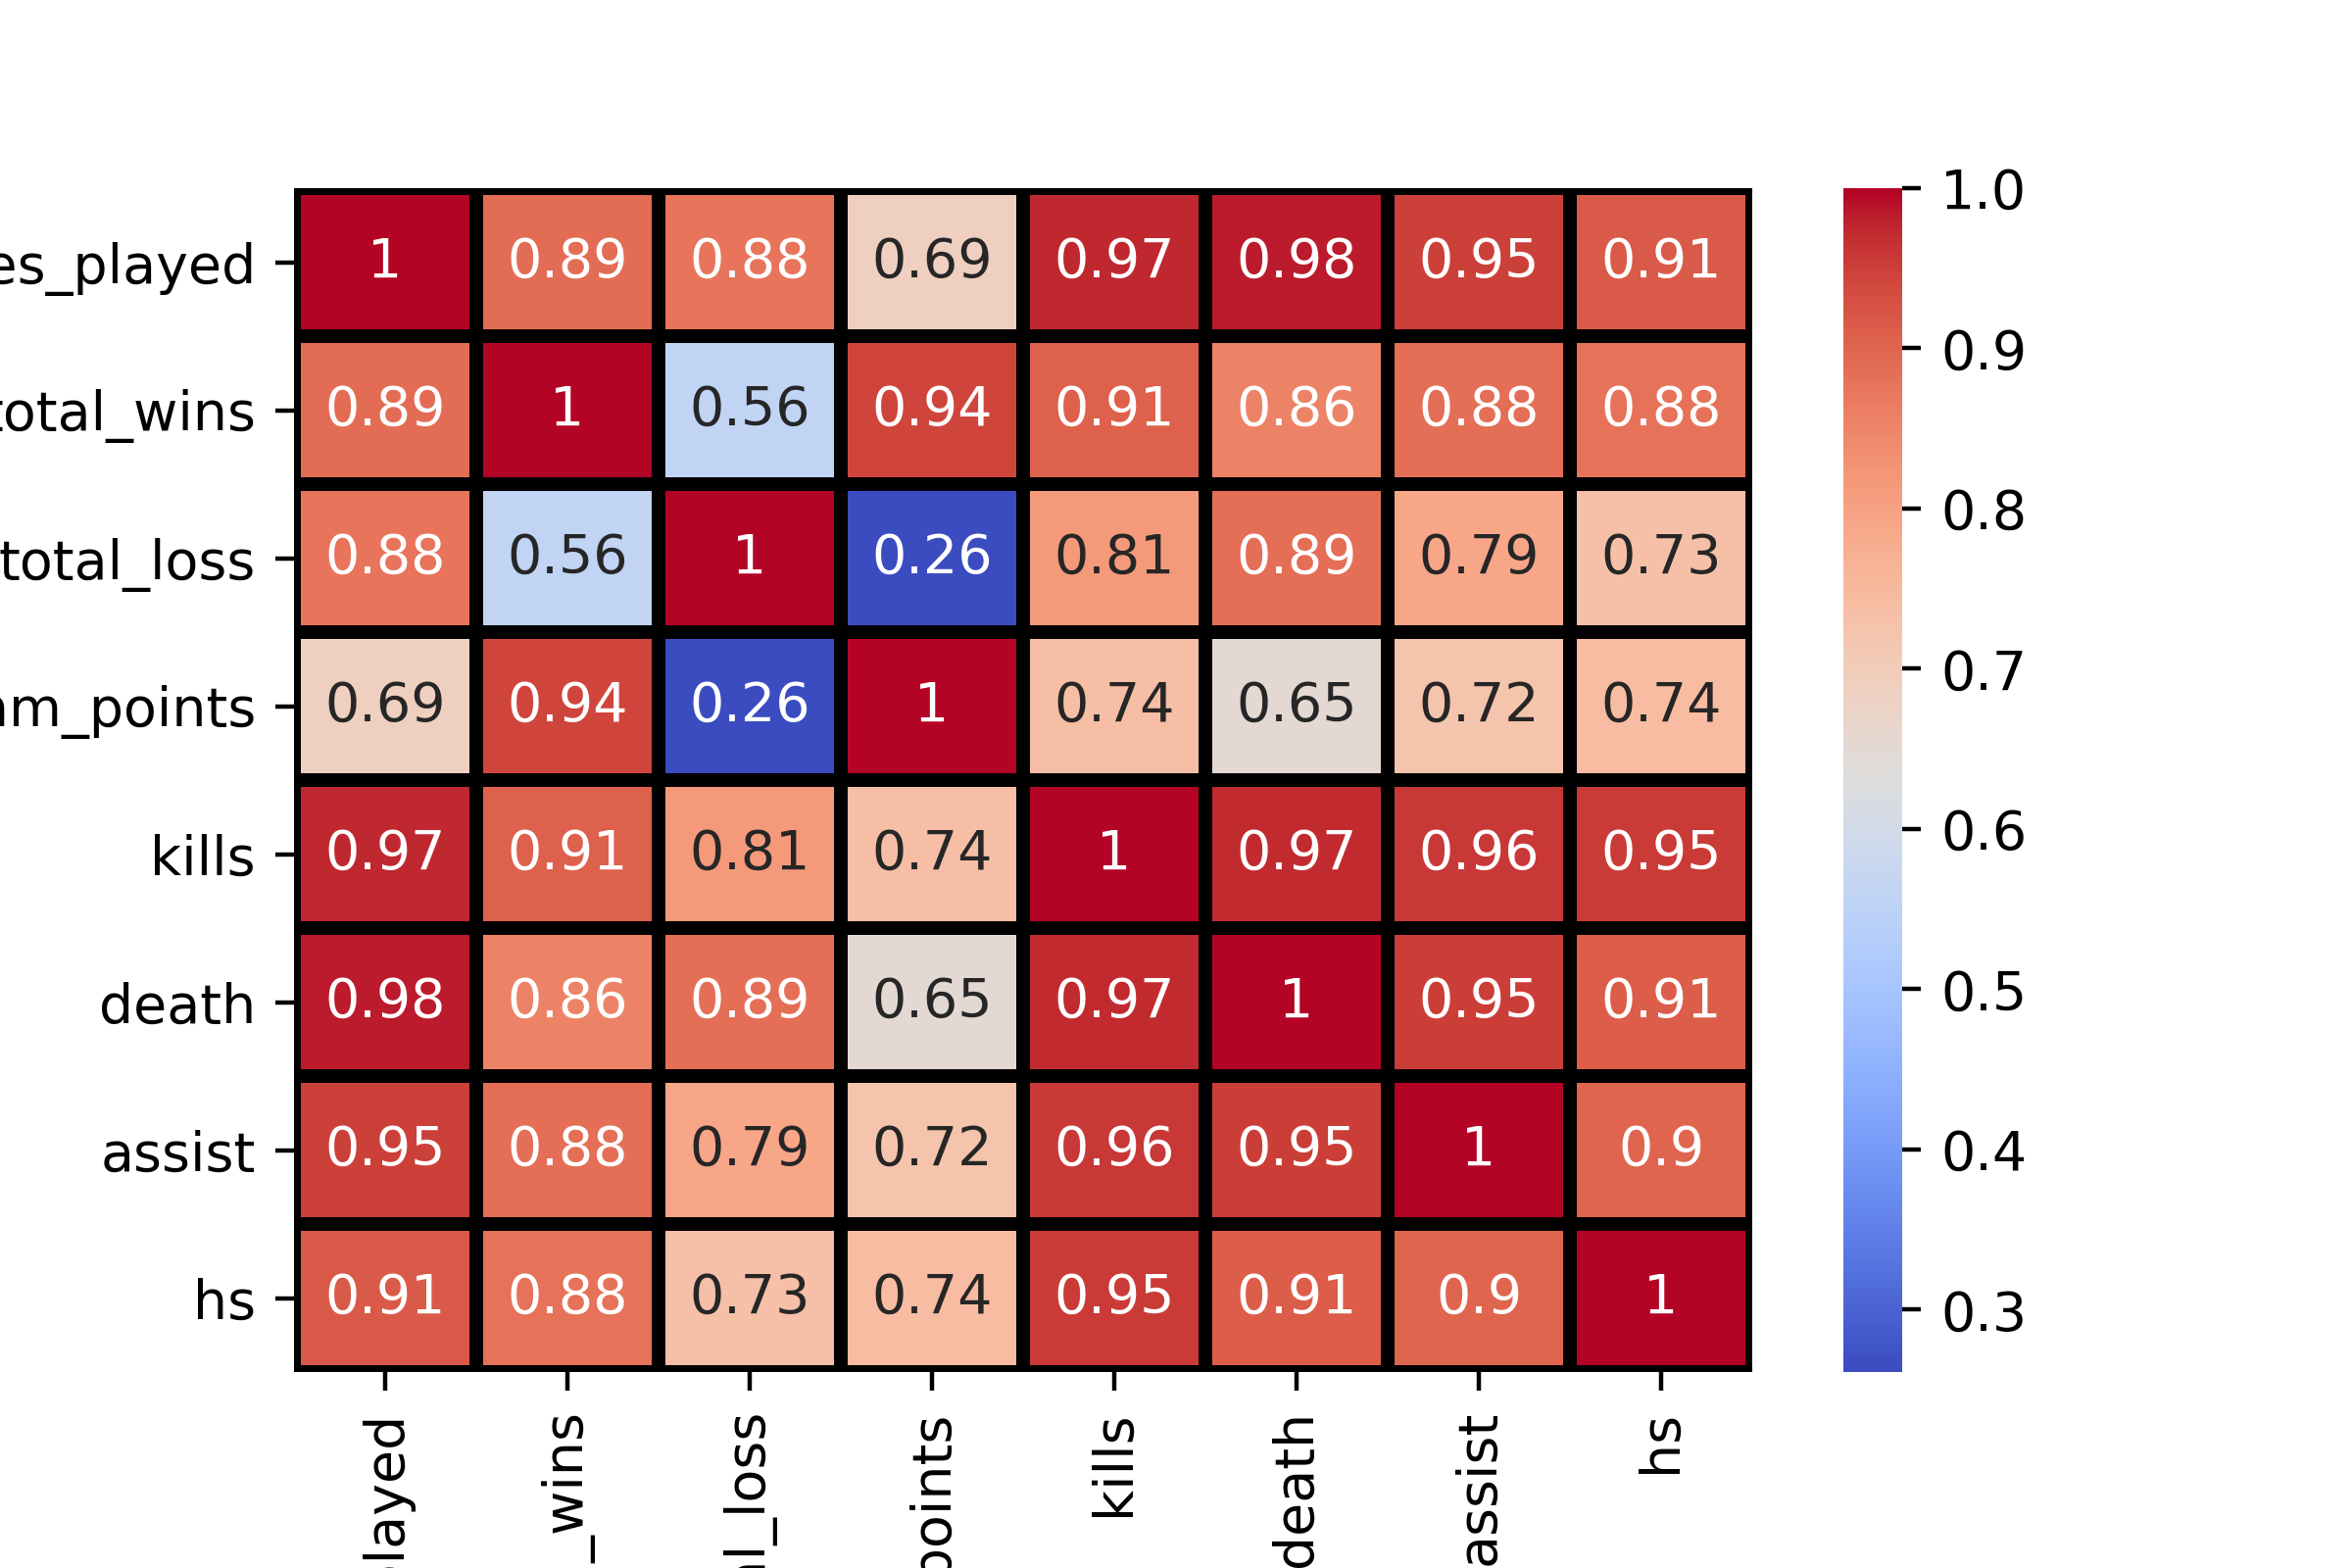 1.0
es_played 1 0.89 0.88 0.69 0.97 0.98 0.95 0.91
0.9
total_wins 0.89 1 0.56 0.94 0.91 0.86 0.88 0.88
0.8
total_loss 0.88 0.56 1 0.26 0.81 0.89 0.79 0.73
0.7
am_points 0.69 0.94 0.26 1 0.74 0.65 0.72 0.74
0.6
kills 0.97 0.91 0.81 0.74 1 0.97 0.96 0.95
0.5
death 0.98 0.86 0.89 0.65 0.97 1 0.95 0.91
0.4
assist 0.95 0.88 0.79 0.72 0.96 0.95 1 0.9
0.3
hs 0.91 0.88 0.73 0.74 0.95 0.91 0.9 1
layed
_wins
al_loss
points
kills
death
assist
hs